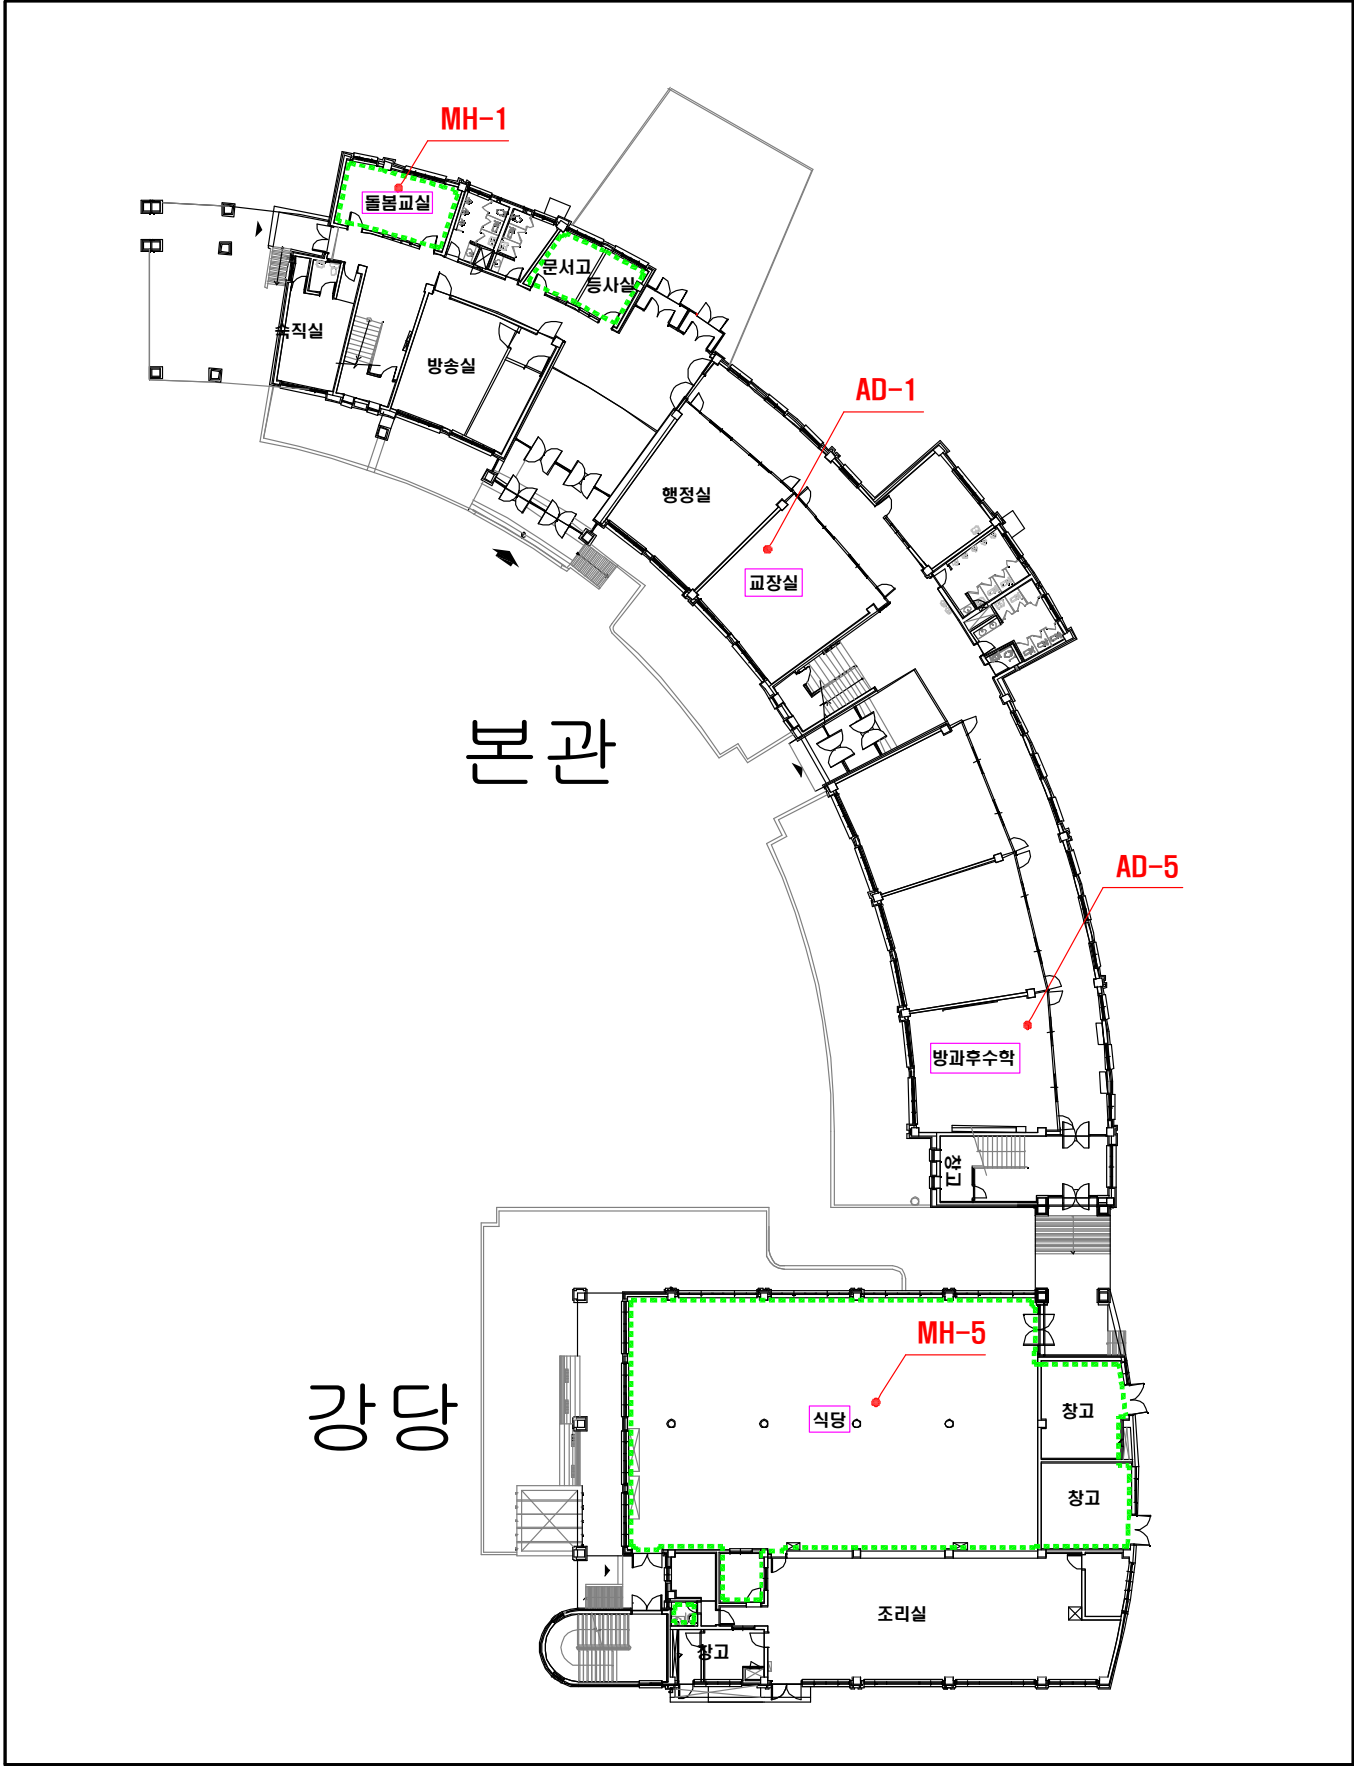 MH-1
돌봄교실
문서고
등사실
숙직실
방송실
AD-1
행정실
교장실
본관
AD-5
방과후수학
창고
MH-5
강당
식당
창고
창고
조리실
창고